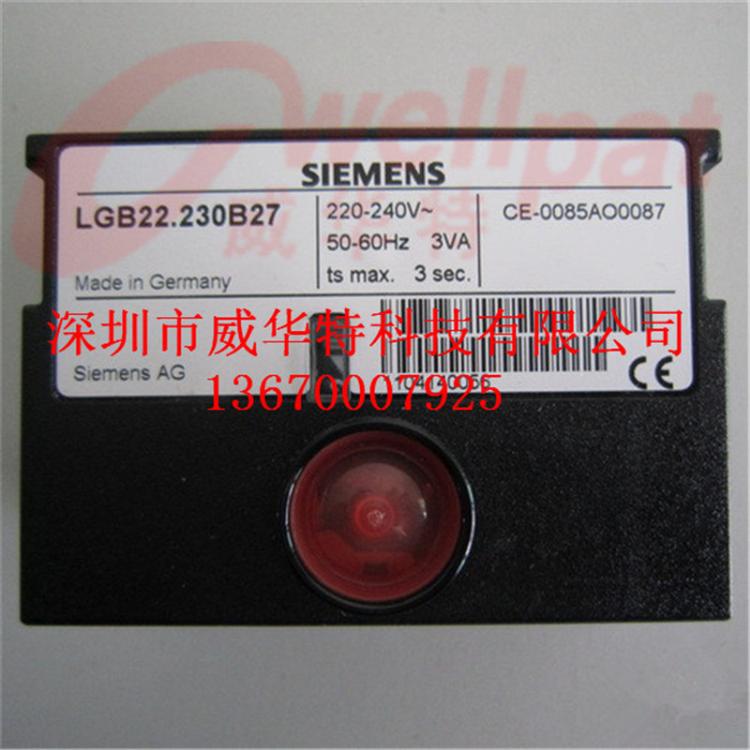 wellpat
威华特
SIEMENS
LGB22.230B27
220-240V~
50-60Hz 3VA
ts max. 3 sec.
CE-0085AO0087
Made in Germany
深圳市威华特科技有限公司
Siemens AG
13670007925
1104140056
CE